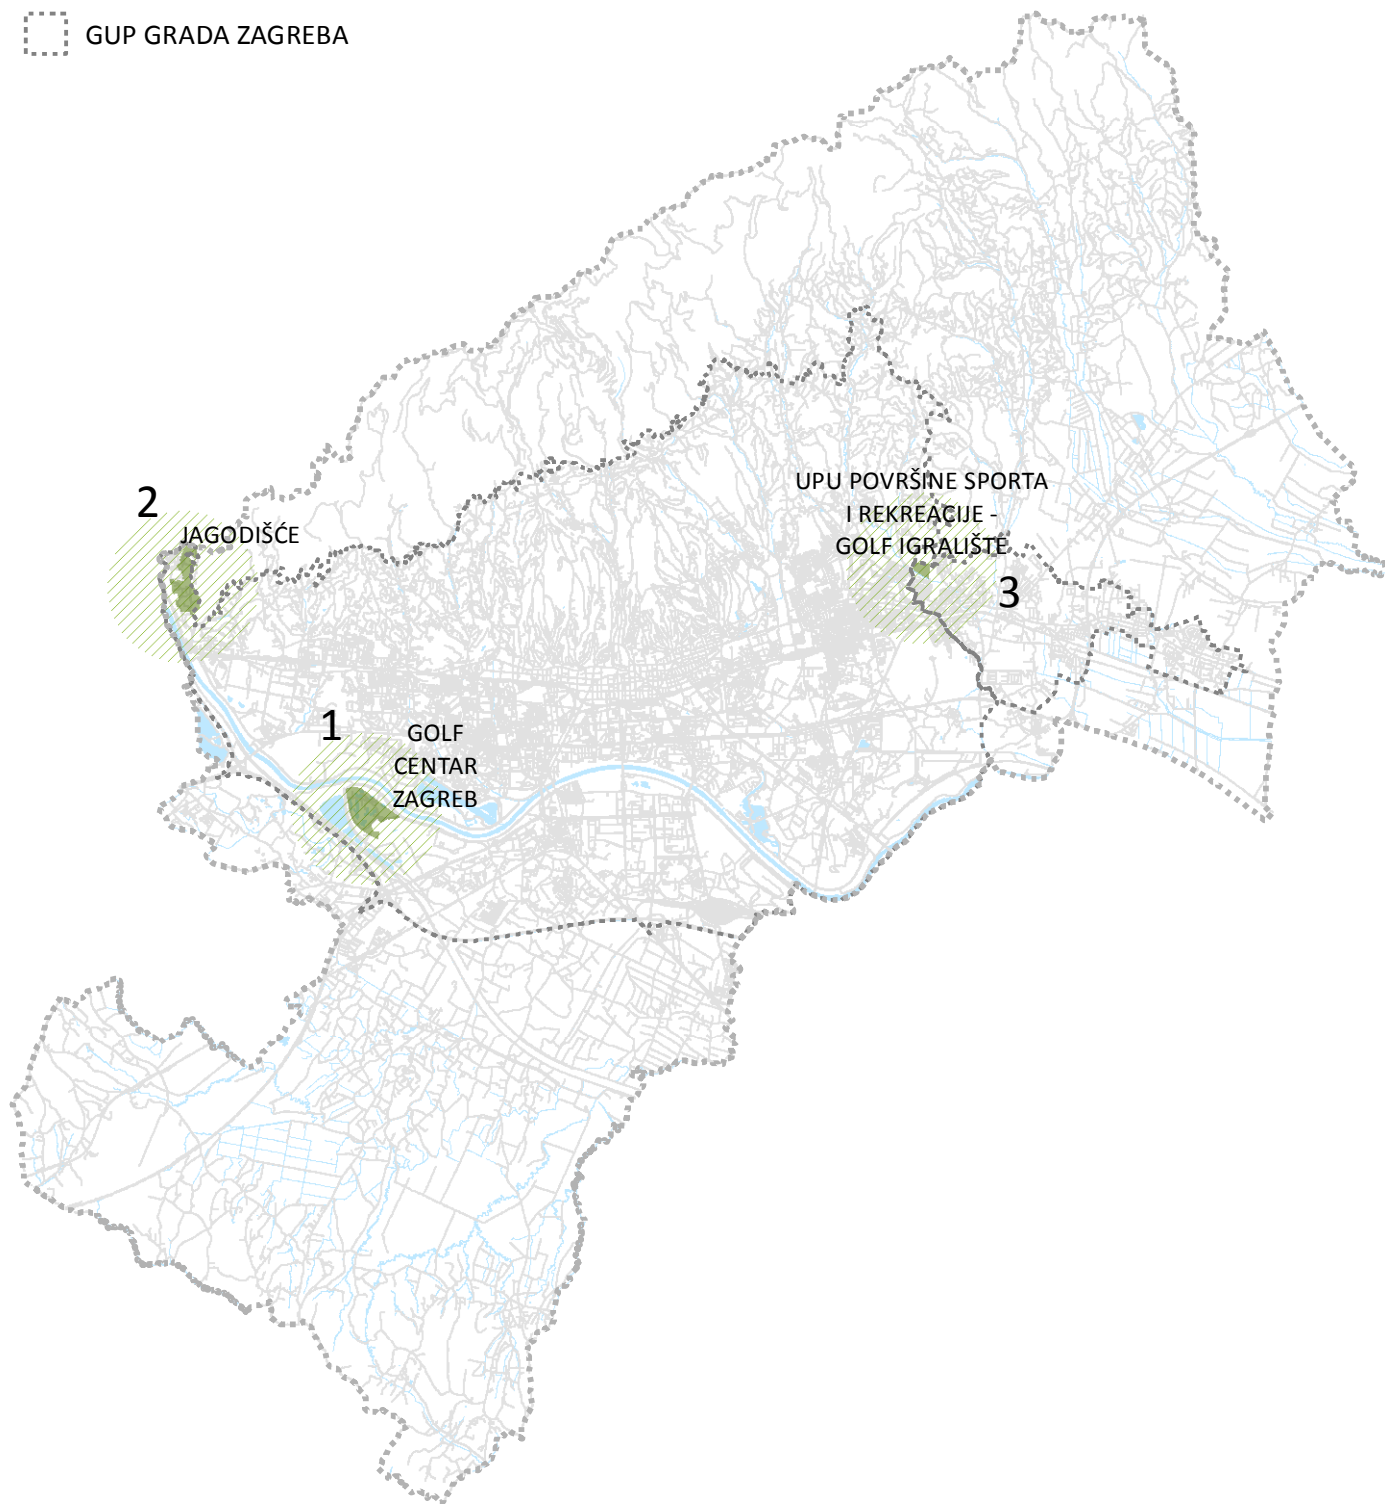 GUP GRADA ZAGREBA
UPU POVRŠINE SPORTA
I REKREACIJE -
GOLF IGRALIŠTE
3
2
JAGODIŠĆE
1
GOLF
CENTAR
ZAGREB